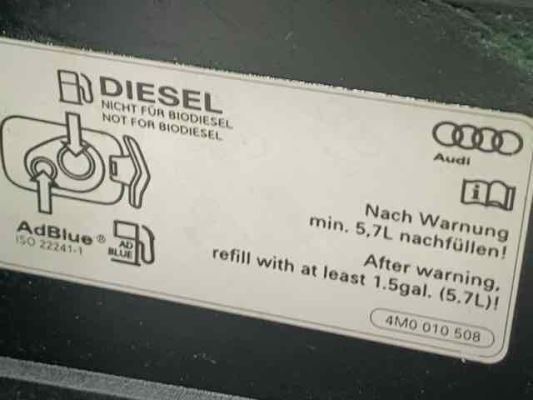 DIESEL
NICHT FÜR BIODIESEL
NOT FOR BIODIESEL
Audi
AdBlue®
ISO 22241-1
AD
BLUE
Nach Warnung
min. 5,7L nachfüllen!
After warning,
refill with at least 1.5gal. (5.7L)!
4M0 010 508